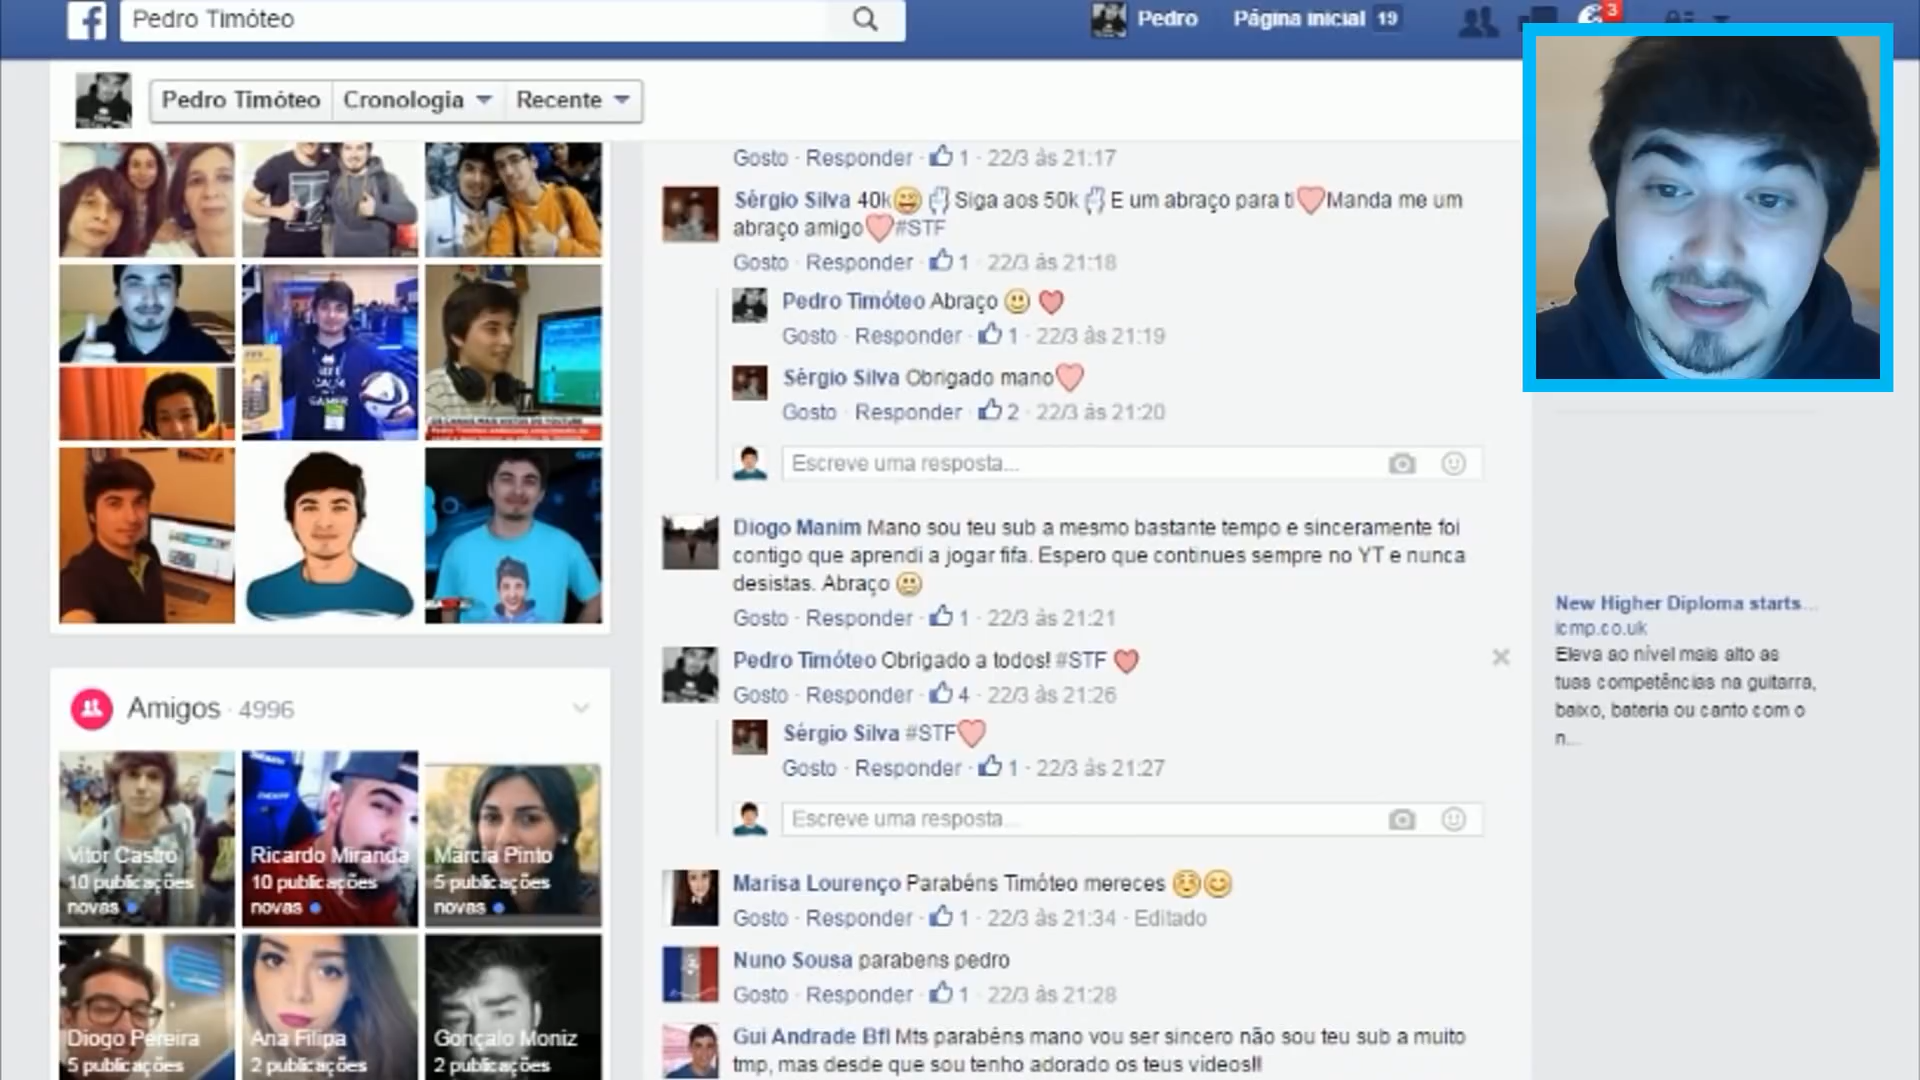 Pedro Timóteo
Pedro
Página inicial 19
3
Pedro Timóteo
Cronologia
Recente
Gosto · Responder · 1 · 22/3 às 21:17
Sérgio Silva 40k😄✌Siga aos 50k✌E um abraço para ti❤Manda me um
abraço amigo❤#STF
Gosto · Responder · 1 · 22/3 às 21:18
Pedro Timóteo Abraço 🙂 ❤
Gosto · Responder · 1 · 22/3 às 21:19
Sérgio Silva Obrigado mano❤
Gosto · Responder · 2 · 22/3 às 21:20
Escreve uma resposta...
Diogo Manim Mano sou teu sub a mesmo bastante tempo e sinceramente foi
contigo que aprendi a jogar fifa. Espero que continues sempre no YT e nunca
desistas. Abraço
Gosto · Responder · 1 · 22/3 às 21:21
Pedro Timóteo Obrigado a todos! #STF ❤
Gosto · Responder · 4 · 22/3 às 21:26
Sérgio Silva #STF❤
Gosto · Responder · 1 · 22/3 às 21:27
Escreve uma resposta...
Marisa Lourenço Parabéns Timóteo mereces ☺😊
Gosto · Responder · 1 · 22/3 às 21:34 · Editado
Nuno Sousa parabens pedro
Gosto · Responder · 1 · 22/3 às 21:28
Gui Andrade Bfl Mts parabéns mano vou ser sincero não sou teu sub a muito
tmp, mas desde que sou tenho adorado os teus vídeos!!
Amigos · 4996
Vitor Castro
10 publicações
novas
Ricardo Miranda
10 publicações
novas
Márcia Pinto
5 publicações
novas
Diogo Pereira
5 publicações
Ana Filipa
2 publicações
Gonçalo Moniz
2 publicações
New Higher Diploma starts...
icmp.co.uk
Eleva ao nível mais alto as
tuas competências na guitarra,
baixo, bateria ou canto com o
n...